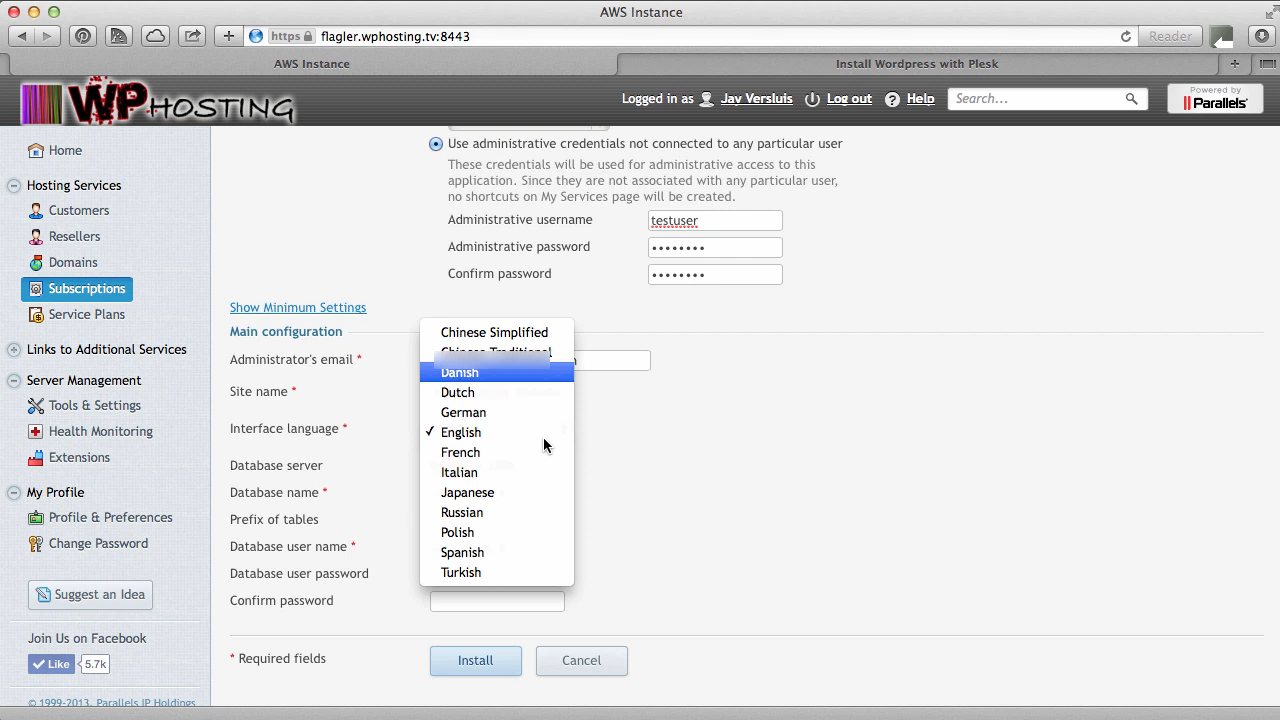 AWS Instance
https flagler.wphosting.tv:8443 Reader
AWS Instance Install Wordpress with Plesk
WP HOSTING
Logged in as Jay Versluis Log out Help Search...
Powered by
Parallels
Home
Hosting Services
Customers
Resellers
Domains
Subscriptions
Service Plans
Links to Additional Services
Server Management
Tools & Settings
Health Monitoring
Extensions
My Profile
Profile & Preferences
Change Password
Suggest an Idea
Join Us on Facebook
Like 5.7k
© 1999-2013. Parallels IP Holdings
Use administrative credentials not connected to any particular user
These credentials will be used for administrative access to this
application. Since they are not associated with any particular user,
no shortcuts on My Services page will be created.
Administrative username testuser
Administrative password ••••••••
Confirm password ••••••••
Show Minimum Settings
Main configuration
Administrator's email *
Site name *
Interface language *
Database server
Database name *
Prefix of tables
Database user name *
Database user password
Confirm password
Chinese Simplified
Chinese Traditional
Danish
Dutch
German
✓ English
French
Italian
Japanese
Russian
Polish
Spanish
Turkish
* Required fields Install Cancel